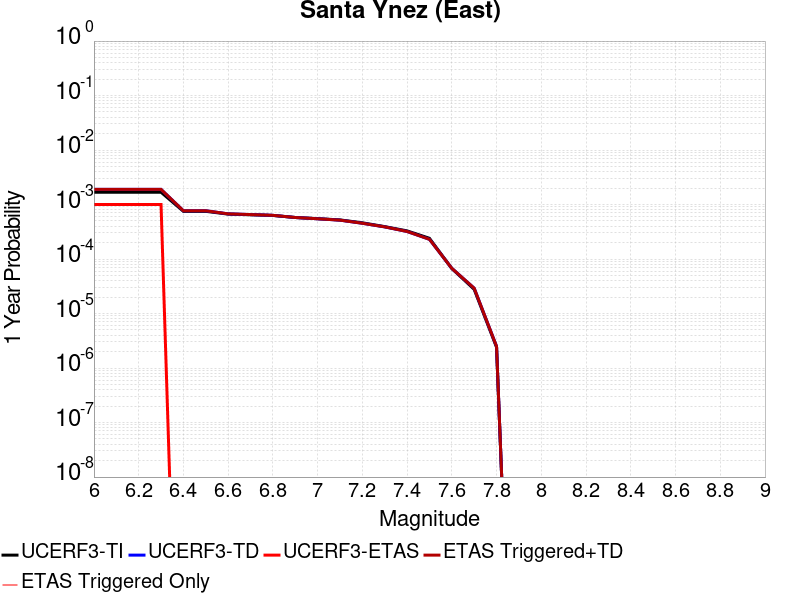 Santa Ynez (East)
10^0
10^-1
10^-2
10^-3
10^-4
10^-5
10^-6
10^-7
10^-8
1 Year Probability
6 6.2 6.4 6.6 6.8 7 7.2 7.4 7.6 7.8 8 8.2 8.4 8.6 8.8 9
Magnitude
UCERF3-TI UCERF3-TD UCERF3-ETAS ETAS Triggered+TD
ETAS Triggered Only